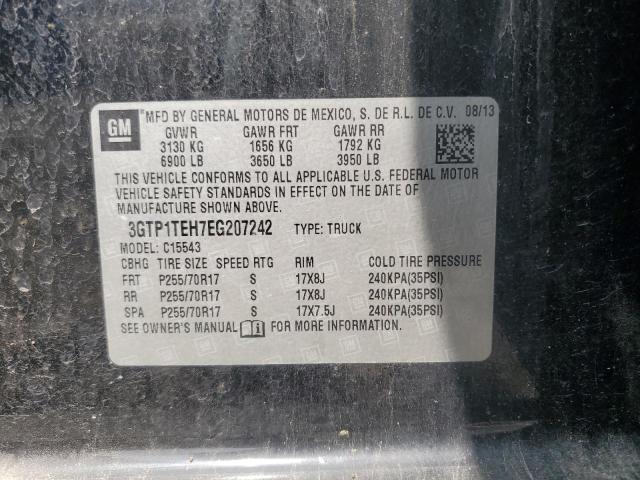 GM
MFD BY GENERAL MOTORS DE MEXICO, S. DE R.L. DE C.V. 08/13
GVWR GAWR FRT GAWR RR
3130 KG 1656 KG 1792 KG
6900 LB 3650 LB 3950 LB
THIS VEHICLE CONFORMS TO ALL APPLICABLE U.S. FEDERAL MOTOR
VEHICLE SAFETY STANDARDS IN EFFECT ON THE DATE OF
MANUFACTURE SHOWN ABOVE.
3GTP1TEH7EG207242 TYPE: TRUCK
MODEL: C15543
CBHG TIRE SIZE SPEED RTG RIM COLD TIRE PRESSURE
FRT P255/70R17 S 17X8J 240KPA(35PSI)
RR P255/70R17 S 17X8J 240KPA(35PSI)
SPA P255/70R17 S 17X7.5J 240KPA(35PSI)
SEE OWNER'S MANUAL FOR MORE INFORMATION.